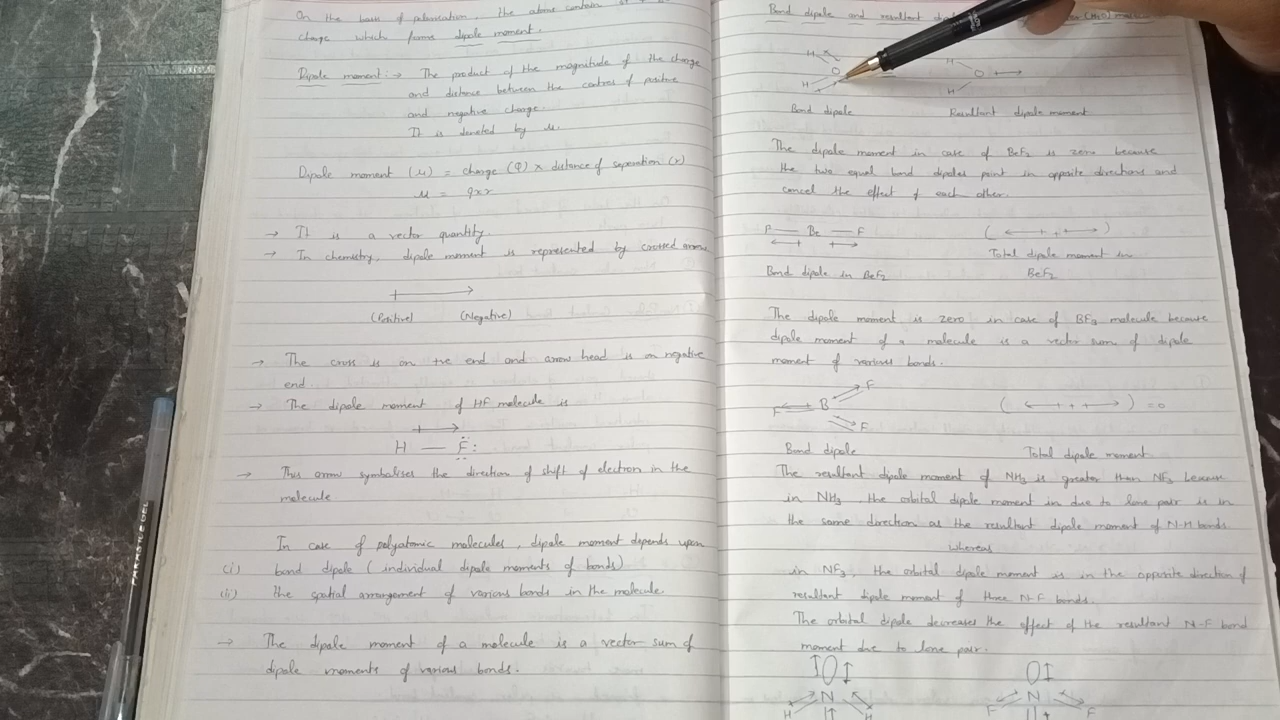 On the basis of polarisation, the atoms contain
charge which forms dipole moment.
Dipole moment :→ The product of the magnitude of the charge
and distance between the control of positive
and negative charge.
It is denoted by μ.
Dipole moment (μ) = charge (Q) × distance of separation (r)
μ = q×r
→ It is a vector quantity.
→ In chemistry, dipole moment is represented by crossed arrow
(Positive) (Negative)
→ The cross is on +ve end and arrow head is on negative
end.
→ The dipole moment of HF molecule is
H — F
→ This arrow symbolises the direction of shift of electron in the
molecule
In case of polyatomic molecules, dipole moment depends upon
(i) bond dipole (individual dipole moments of bonds)
(ii) the spatial arrangement of various bonds in the molecule
→ The dipole moment of a molecule is a vector sum of
dipole moments of various bonds.
PARAS BLUE GEL
Bond dipole and resultant (H₂O)
H O H
H O H
Bond dipole Resultant dipole moment
The dipole moment in case of BeF₂ is zero because
the two equal bond dipoles point in opposite directions and
cancel the effect of each other.
F — Be — F
Total dipole moment in
Bond dipole in BeF₂ BeF₂
The dipole moment is zero in case of BF₃ molecule because
dipole moment of a molecule is a vector sum of dipole
moment of various bonds.
F
F B = 0
F
Bond dipole Total dipole moment
The resultant dipole moment of NH₃ is greater than NF₃ because
in NH₃, the orbital dipole moment in due to lone pair is in
the same direction as the resultant dipole moment of N-H bonds.
whereas
in NF₃, the orbital dipole moment is in the opposite direction of
resultant dipole moment of three N-F bonds.
The orbital dipole decreases the effect of the resultant N-F bond
moment due to lone pair.
N N
H H F F